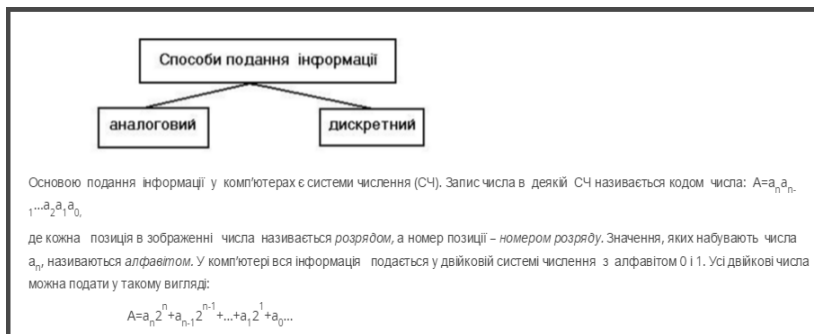 Способи подання інформації
аналоговий
дискретний
Основою подання інформації у комп'ютерах є системи числення (СЧ). Запис числа в деякій СЧ називається кодом числа: A=aₙaₙ₋
₁...a₂a₁a₀,
де кожна позиція в зображенні числа називається розрядом, а номер позиції – номером розряду. Значення, яких набувають числа
aₙ, називаються алфавітом. У комп'ютері вся інформація подається у двійковій системі числення з алфавітом 0 і 1. Усі двійкові числа
можна подати у такому вигляді:
A=aₙ2ⁿ+aₙ₋₁2ⁿ⁻¹+...+a₁2¹+a₀...